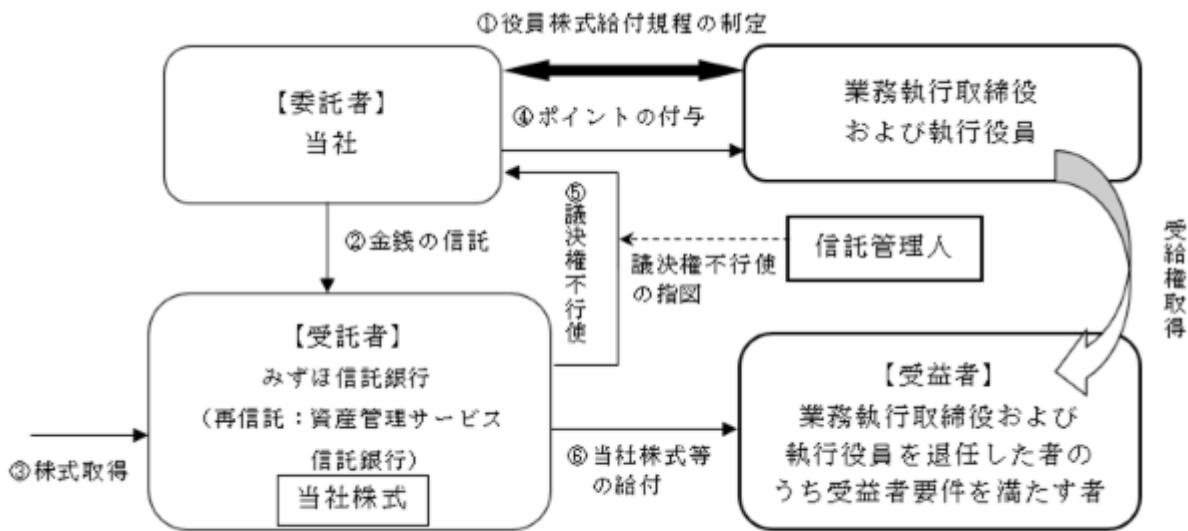 ①役員株式給付規程の制定
【委託者】
当社
業務執行取締役
および執行役員
④ポイントの付与
②金銭の信託
⑤議決権不行使
議決権不行使
の指図
信託管理人
受給権取得
【受託者】
みずほ信託銀行
（再信託：資産管理サービス
信託銀行）
当社株式
③株式取得
⑥当社株式等
の給付
【受益者】
業務執行取締役および
執行役員を退任した者の
うち受益者要件を満たす者